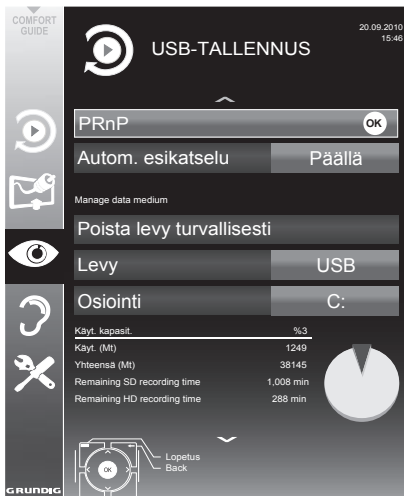 COMFORT
GUIDE
USB-TALLENNUS
20.09.2010
15:46
PRnP OK
Autom. esikatselu Päällä
Manage data medium
Poista levy turvallisesti
Levy USB
Osiointi C:
Käyt. kapasit. %3
Käyt. (Mt) 1249
Yhteensä (Mt) 38145
Remaining SD recording time 1,008 min
Remaining HD recording time 288 min
Lopetus
Back
OK
GRUNDIG